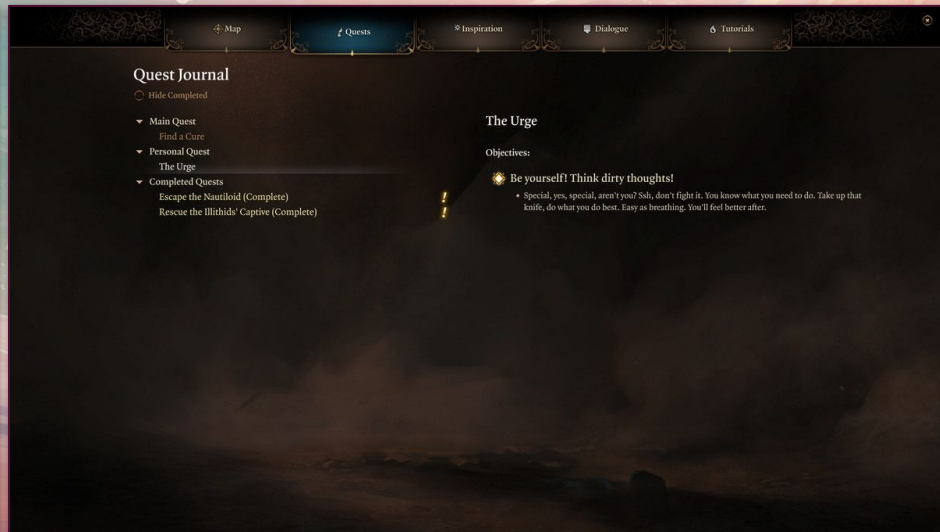 Map
Quests
Inspiration
Dialogue
Tutorials
Quest Journal
Hide Completed
Main Quest
Find a Cure
Personal Quest
The Urge
Completed Quests
Escape the Nautiloid (Complete)
Rescue the Illithids' Captive (Complete)
The Urge
Objectives:
Be yourself! Think dirty thoughts!
Special, yes, special, aren't you? Ssh, don't fight it. You know what you need to do. Take up that
knife, do what you do best. Easy as breathing. You'll feel better after.